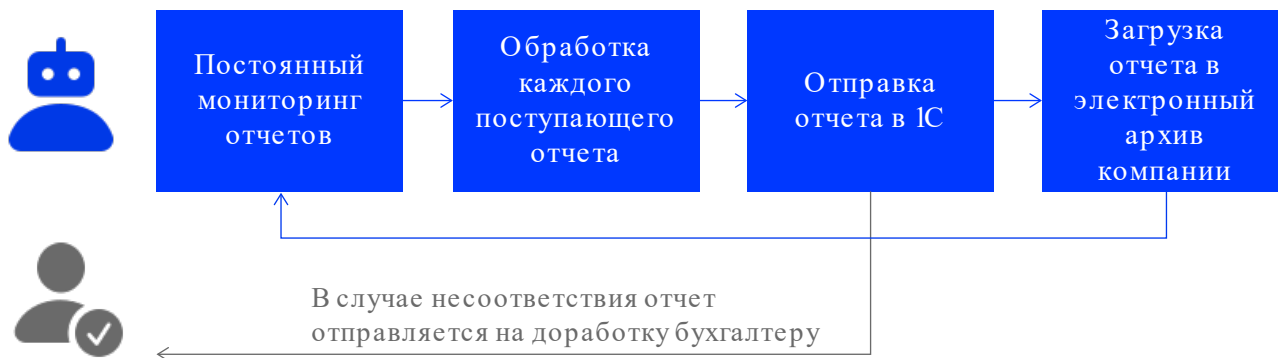 Постоянный
мониторинг
отчетов
Обработка
каждого
поступающего
отчета
Отправка
отчета в 1С
Загрузка
отчета в
электронный
архив
компании
В случае несоответствия отчет
отправляется на доработку бухгалтеру